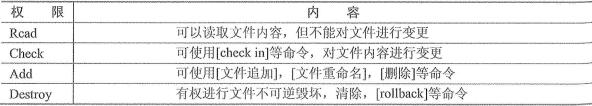 权 限 内 容
Read 可以读取文件内容，但不能对文件进行变更
Check 可使用[check in]等命令，对文件内容进行变更
Add 可使用[文件追加]，[文件重命名]，[删除]等命令
Destroy 有权进行文件不可逆毁坏，清除，[rollback]等命令